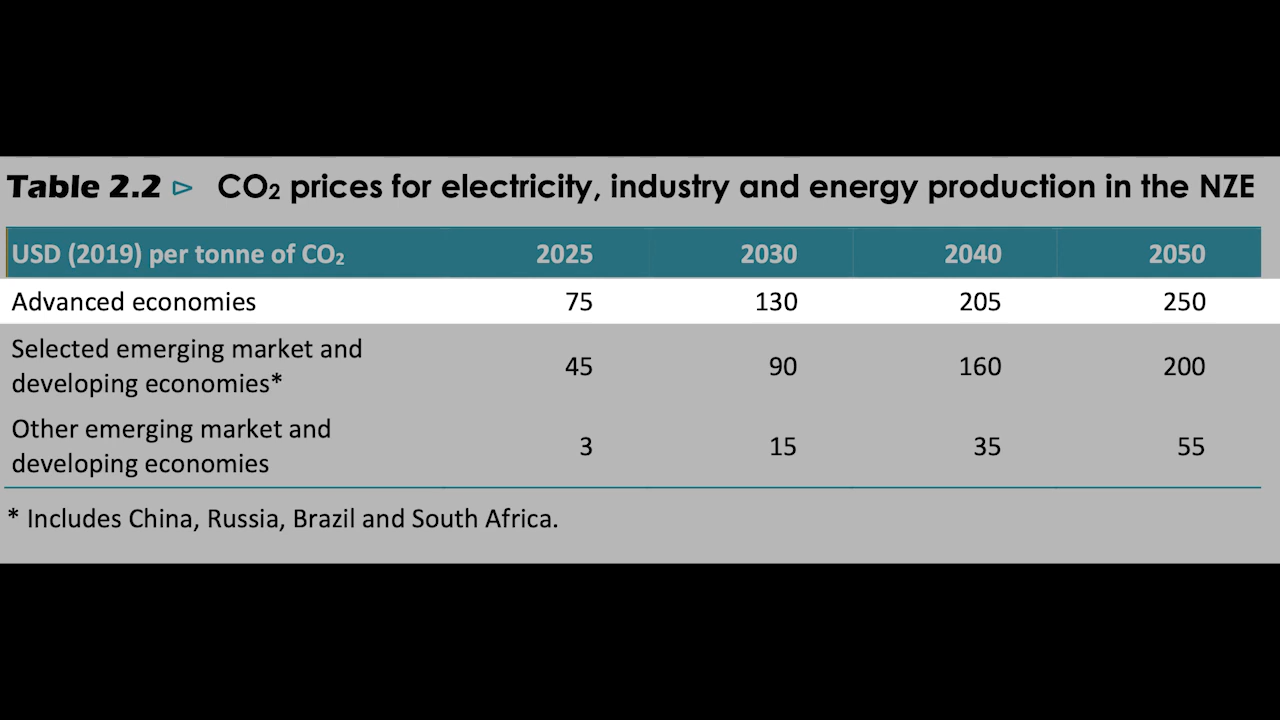 Table 2.2 ▷ CO₂ prices for electricity, industry and energy production in the NZE
USD (2019) per tonne of CO₂ 2025 2030 2040 2050
Advanced economies 75 130 205 250
Selected emerging market and
developing economies* 45 90 160 200
Other emerging market and
developing economies 3 15 35 55
* Includes China, Russia, Brazil and South Africa.